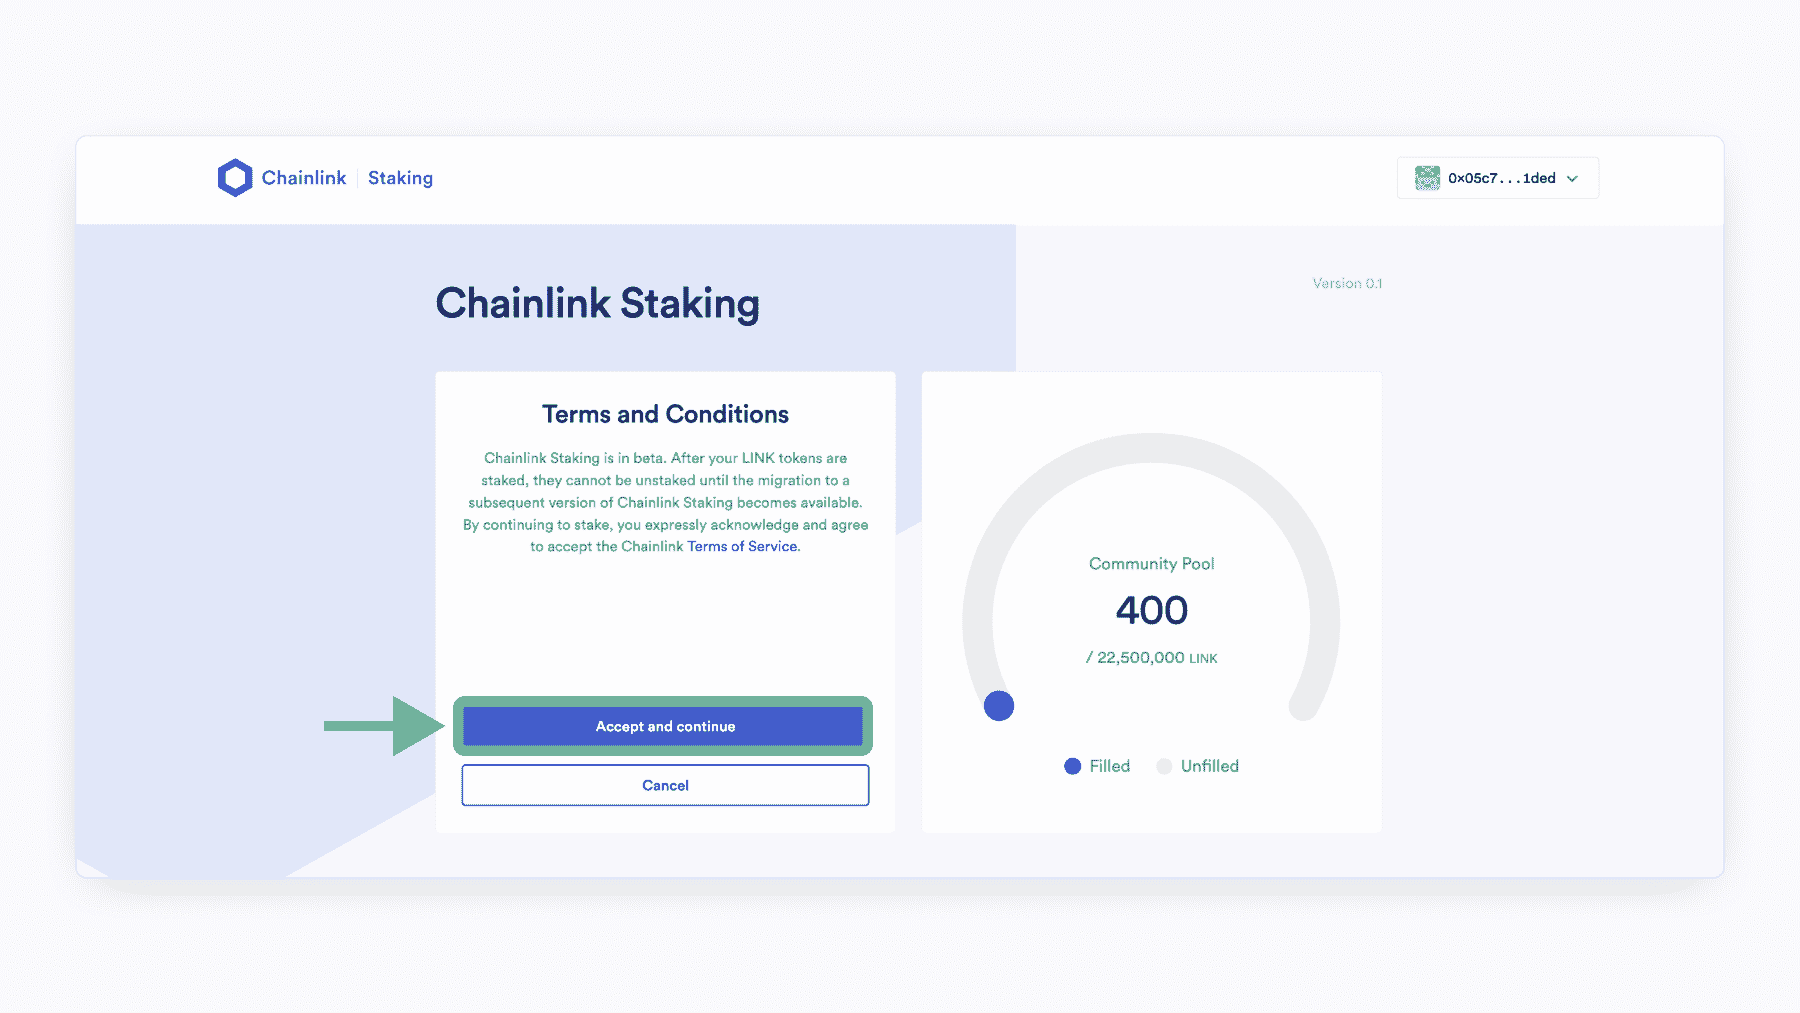 Chainlink | Staking
0x05c7...1ded
Chainlink Staking
Version 0.1
Terms and Conditions
Chainlink Staking is in beta. After your LINK tokens are
staked, they cannot be unstaked until the migration to a
subsequent version of Chainlink Staking becomes available.
By continuing to stake, you expressly acknowledge and agree
to accept the Chainlink Terms of Service.
Accept and continue
Cancel
Community Pool
400
/ 22,500,000 LINK
Filled
Unfilled